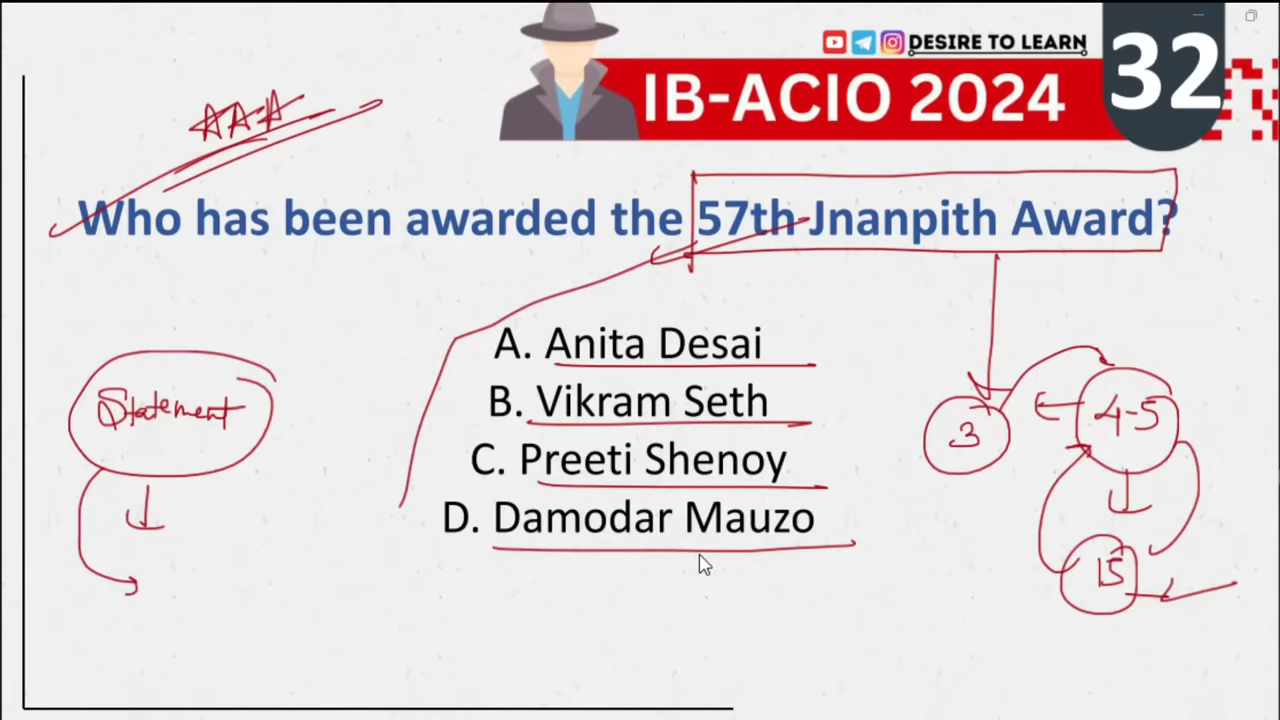 DESIRE TO LEARN
IB-ACIO 2024
32
Who has been awarded the 57th Jnanpith Award?
A. Anita Desai
B. Vikram Seth
C. Preeti Shenoy
D. Damodar Mauzo
Statement
3
4-5
15